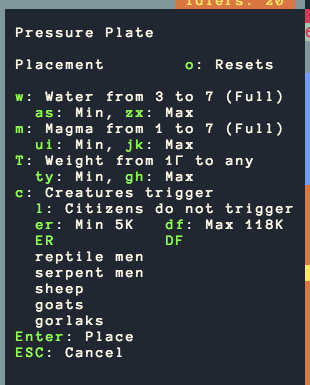 Idlers: 20
Pressure Plate
Placement o: Resets
w: Water from 3 to 7 (Full)
as: Min, zx: Max
m: Magma from 1 to 7 (Full)
ui: Min, jk: Max
T: Weight from 1Γ to any
ty: Min, gh: Max
c: Creatures trigger
l: Citizens do not trigger
er: Min 5K df: Max 118K
ER DF
reptile men
serpent men
sheep
goats
gorlaks
Enter: Place
ESC: Cancel